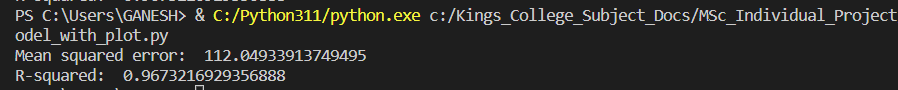 PS C:\Users\GANESH> & C:/Python311/python.exe c:/Kings_College_Subject_Docs/MSc_Individual_Project
odel_with_plot.py
Mean squared error:  112.04933913749495
R-squared:  0.9673216929356888